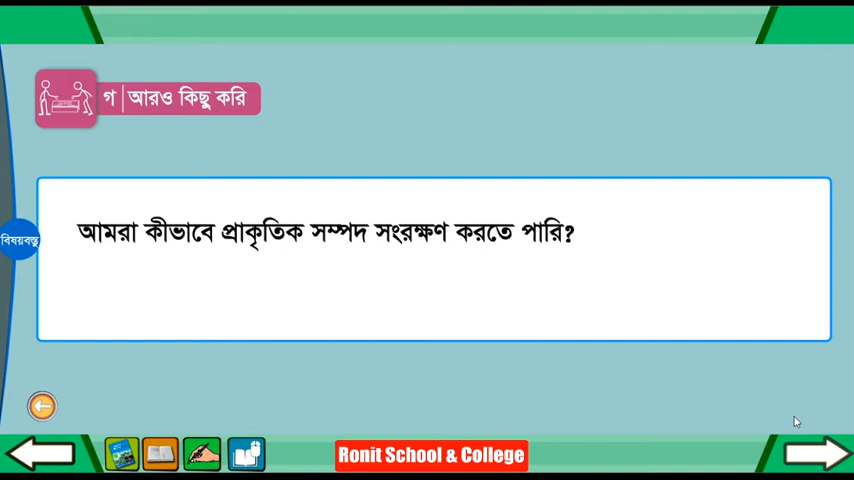 গ | আরও কিছু করি
আমরা কীভাবে প্রাকৃতিক সম্পদ সংরক্ষণ করতে পারি?
বিষয়বস্তু
Ronit School & College